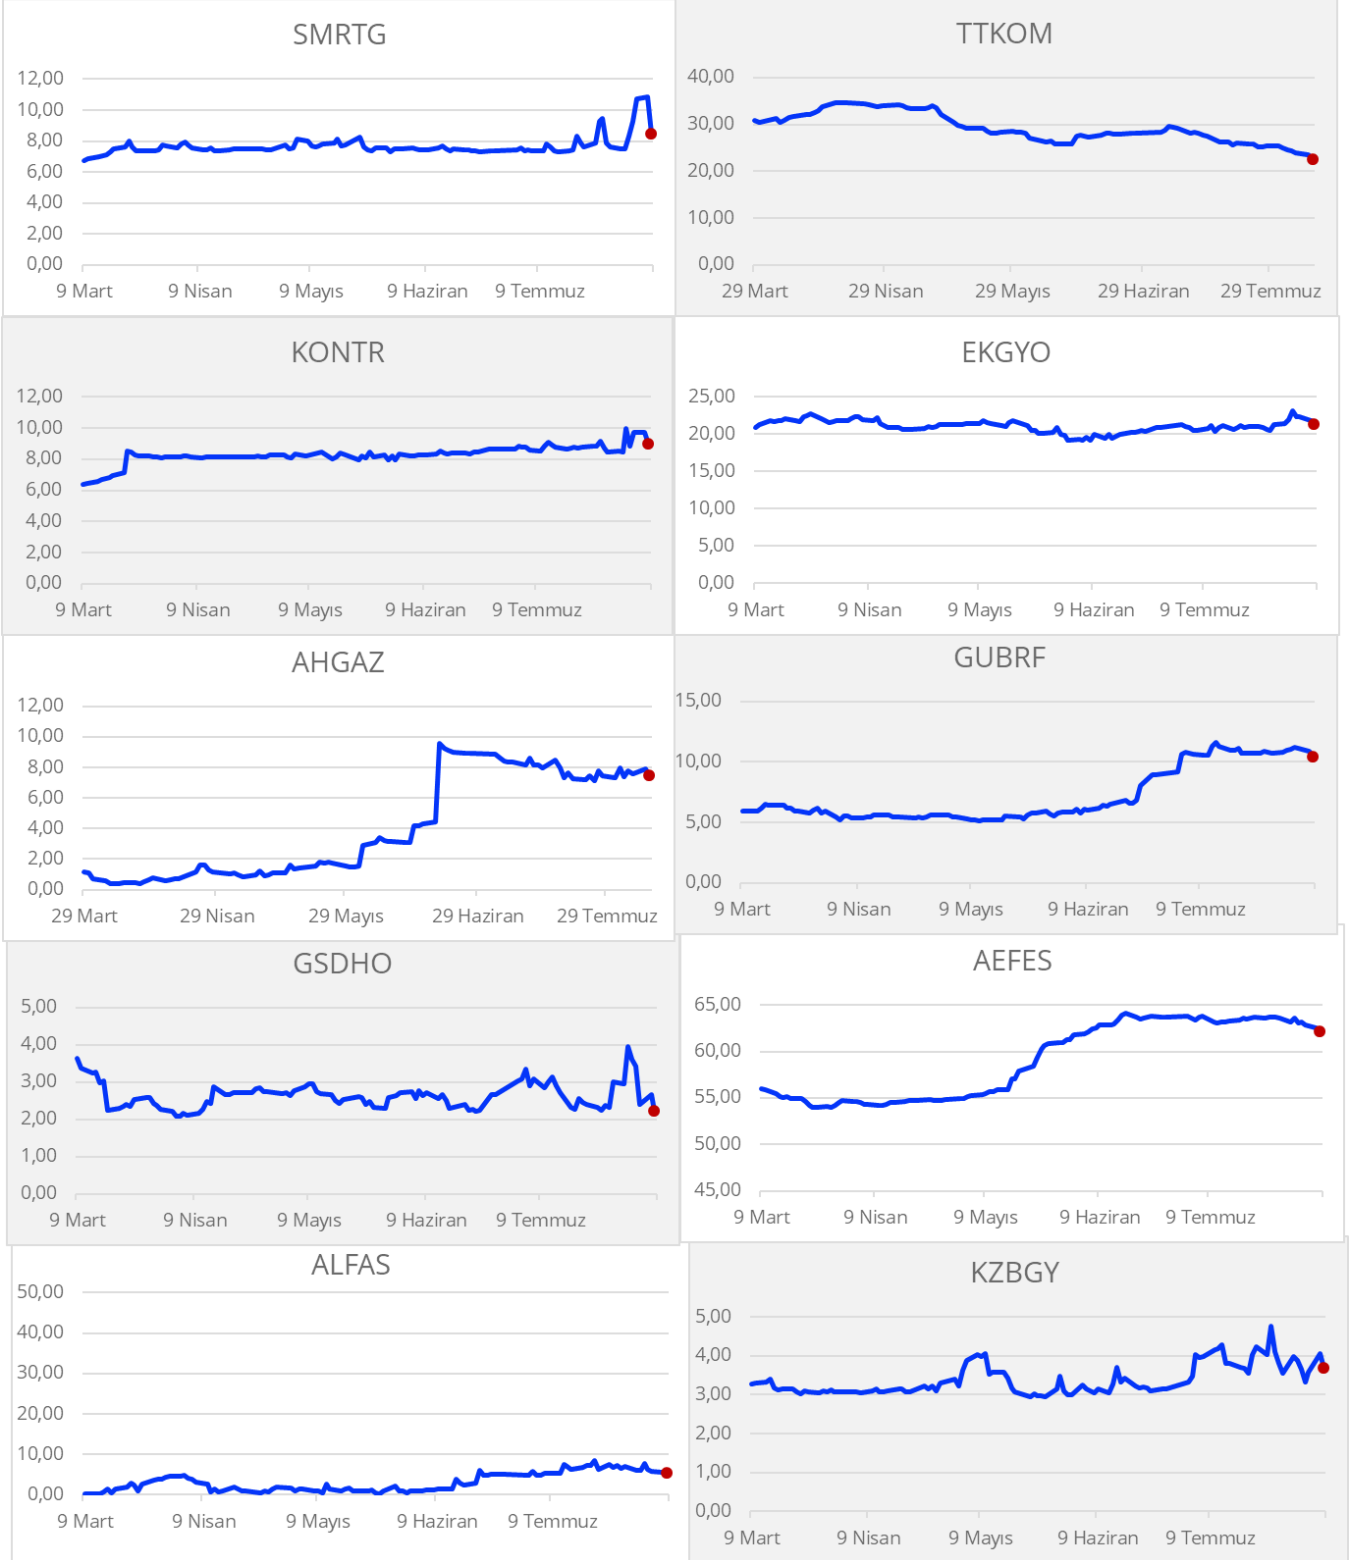 SMRTG
12,00
10,00
8,00
6,00
4,00
2,00
0,00
9 Mart 9 Nisan 9 Mayıs 9 Haziran 9 Temmuz
TTKOM
40,00
30,00
20,00
10,00
0,00
29 Mart 29 Nisan 29 Mayıs 29 Haziran 29 Temmuz
KONTR
12,00
10,00
8,00
6,00
4,00
2,00
0,00
9 Mart 9 Nisan 9 Mayıs 9 Haziran 9 Temmuz
EKGYO
25,00
20,00
15,00
10,00
5,00
0,00
9 Mart 9 Nisan 9 Mayıs 9 Haziran 9 Temmuz
AHGAZ
12,00
10,00
8,00
6,00
4,00
2,00
0,00
29 Mart 29 Nisan 29 Mayıs 29 Haziran 29 Temmuz
GUBRF
15,00
10,00
5,00
0,00
9 Mart 9 Nisan 9 Mayıs 9 Haziran 9 Temmuz
GSDHO
5,00
4,00
3,00
2,00
1,00
0,00
9 Mart 9 Nisan 9 Mayıs 9 Haziran 9 Temmuz
AEFES
65,00
60,00
55,00
50,00
45,00
9 Mart 9 Nisan 9 Mayıs 9 Haziran 9 Temmuz
ALFAS
50,00
40,00
30,00
20,00
10,00
0,00
9 Mart 9 Nisan 9 Mayıs 9 Haziran 9 Temmuz
KZBGY
5,00
4,00
3,00
2,00
1,00
0,00
9 Mart 9 Nisan 9 Mayıs 9 Haziran 9 Temmuz